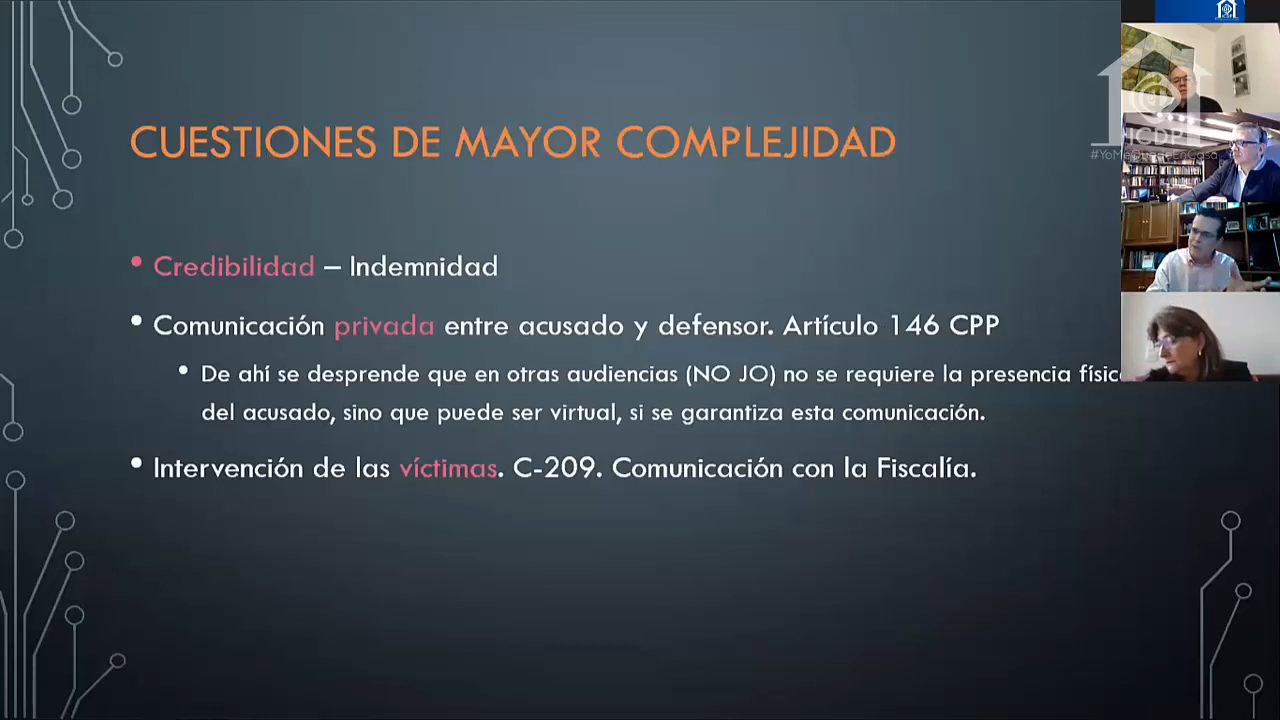 CUESTIONES DE MAYOR COMPLEJIDAD
• Credibilidad – Indemnidad
• Comunicación privada entre acusado y defensor. Artículo 146 CPP
• De ahí se desprende que en otras audiencias (NO JO) no se requiere la presencia física
del acusado, sino que puede ser virtual, si se garantiza esta comunicación.
• Intervención de las víctimas. C-209. Comunicación con la Fiscalía.
ICDP